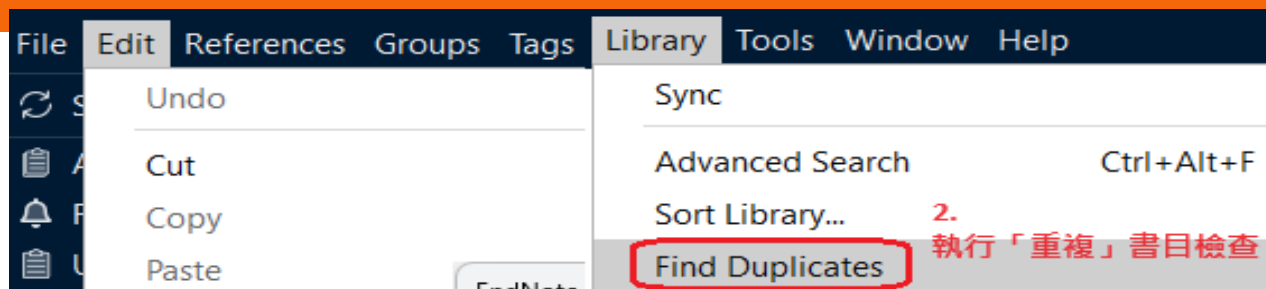 File Edit References Groups Tags Library Tools Window Help
Undo
Cut
Copy
Paste
Sync
Advanced Search Ctrl+Alt+F
Sort Library...
Find Duplicates
2.
執行「重複」書目檢查